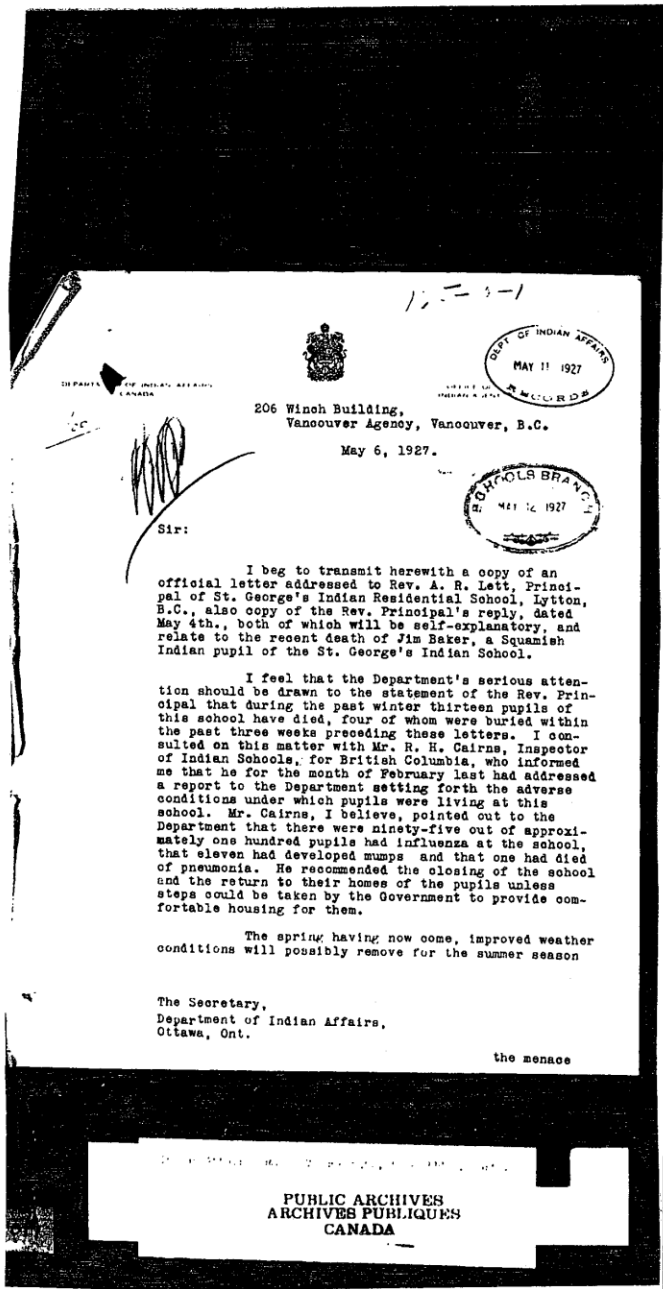 DEPT OF INDIAN AFFAIRS
MAY 11 1927
RECORDS
OF INDIAN AFFAIRS
CANADA
INDIAN AGENT
206 Winch Building,
Vancouver Agency, Vancouver, B.C.
May 6, 1927.
SCHOOLS BRANCH
MAY 12 1927
Sir:
I beg to transmit herewith a copy of an
official letter addressed to Rev. A. R. Lett, Princi-
pal of St. George's Indian Residential School, Lytton,
B.C., also copy of the Rev. Principal's reply, dated
May 4th., both of which will be self-explanatory, and
relate to the recent death of Jim Baker, a Squamish
Indian pupil of the St. George's Indian School.
I feel that the Department's serious atten-
tion should be drawn to the statement of the Rev. Prin-
cipal that during the past winter thirteen pupils of
this school have died, four of whom were buried within
the past three weeks preceding these letters. I con-
sulted on this matter with Mr. R. H. Cairns, Inspector
of Indian Schools, for British Columbia, who informed
me that he for the month of February last had addressed
a report to the Department setting forth the adverse
conditions under which pupils were living at this
school. Mr. Cairns, I believe, pointed out to the
Department that there were ninety-five out of approxi-
mately one hundred pupils had influenza at the school,
that eleven had developed mumps and that one had died
of pneumonia. He recommended the closing of the school
and the return to their homes of the pupils unless
steps could be taken by the Government to provide com-
fortable housing for them.
The spring having now come, improved weather
conditions will possibly remove for the summer season
The Secretary,
Department of Indian Affairs,
Ottawa, Ont.
the menace
PUBLIC ARCHIVES
ARCHIVES PUBLIQUES
CANADA